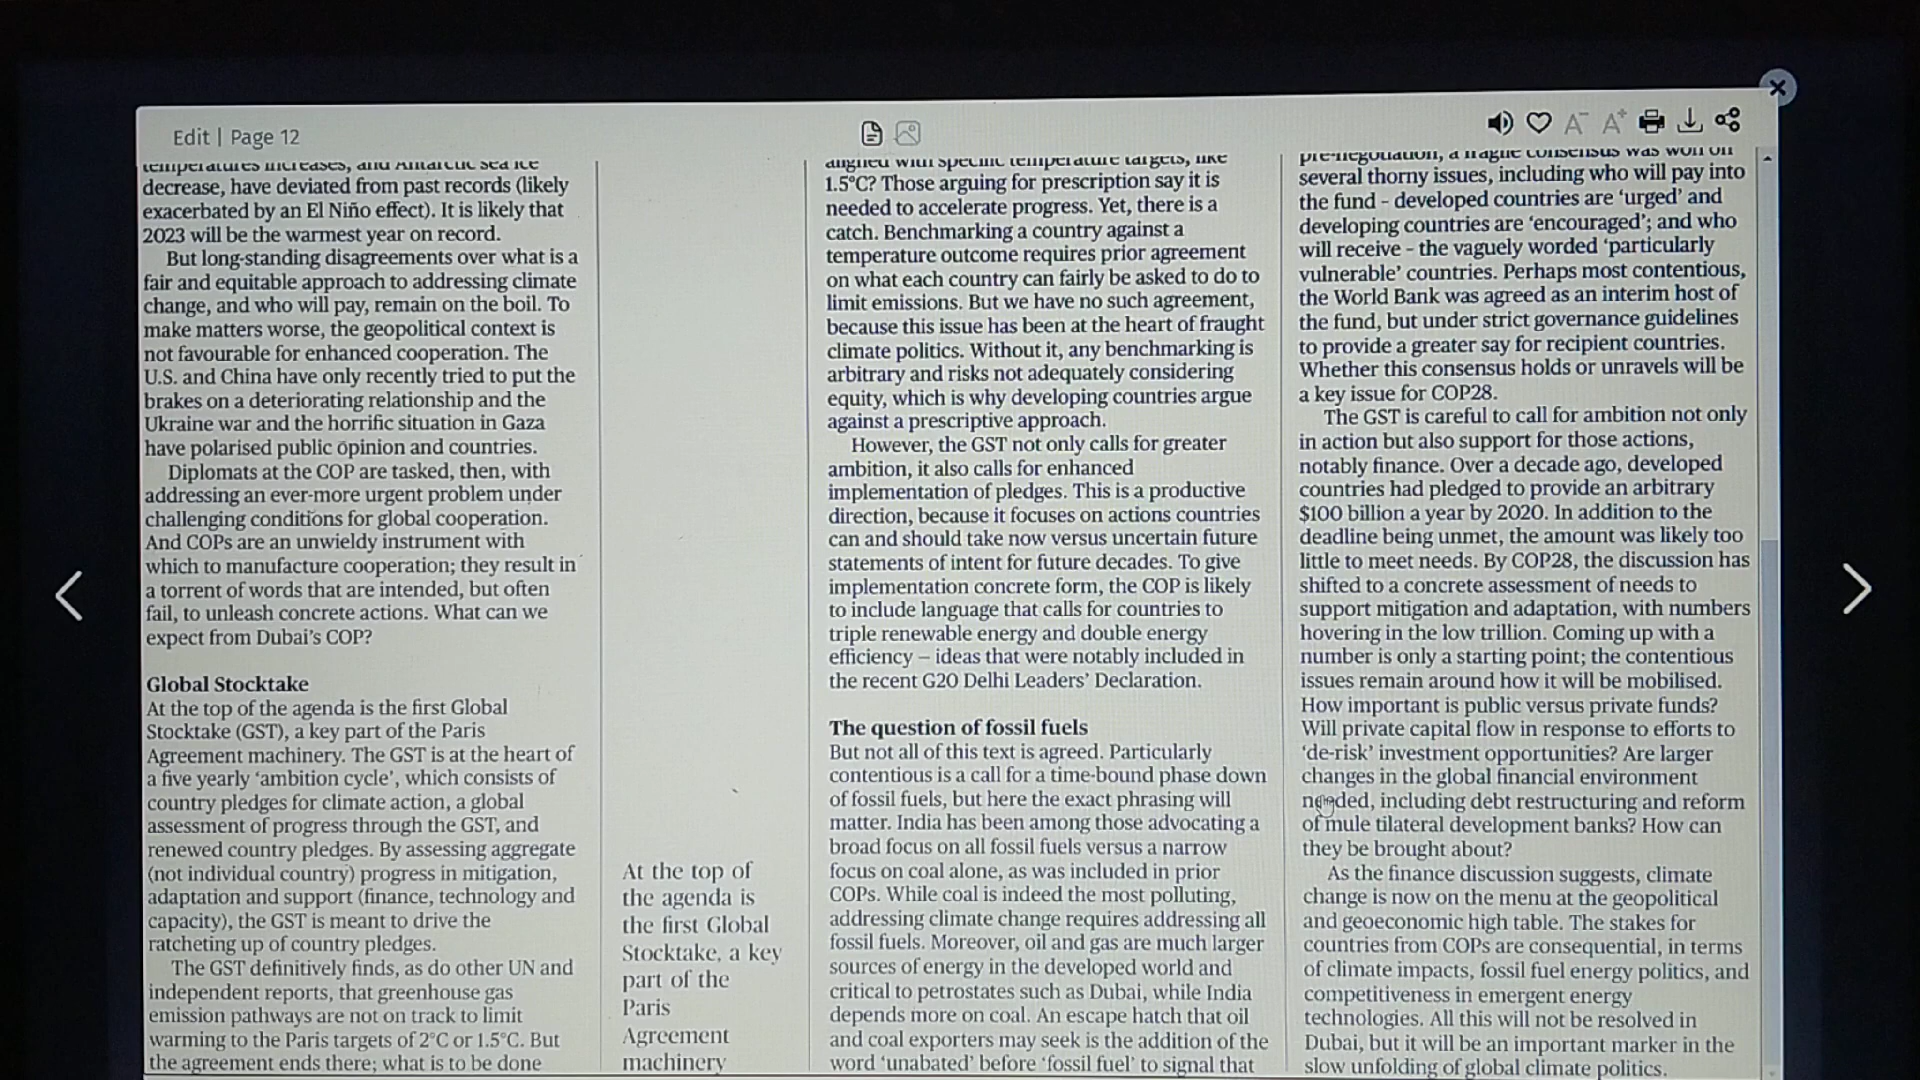 Edit | Page 12
temperatures increases, and Antarctic sea ice
decrease, have deviated from past records (likely
exacerbated by an El Niño effect). It is likely that
2023 will be the warmest year on record.
But long-standing disagreements over what is a
fair and equitable approach to addressing climate
change, and who will pay, remain on the boil. To
make matters worse, the geopolitical context is
not favourable for enhanced cooperation. The
U.S. and China have only recently tried to put the
brakes on a deteriorating relationship and the
Ukraine war and the horrific situation in Gaza
have polarised public opinion and countries.
Diplomats at the COP are tasked, then, with
addressing an ever-more urgent problem under
challenging conditions for global cooperation.
And COPs are an unwieldy instrument with
which to manufacture cooperation; they result in
a torrent of words that are intended, but often
fail, to unleash concrete actions. What can we
expect from Dubai’s COP?
Global Stocktake
At the top of the agenda is the first Global
Stocktake (GST), a key part of the Paris
Agreement machinery. The GST is at the heart of
a five yearly ‘ambition cycle’, which consists of
country pledges for climate action, a global
assessment of progress through the GST, and
renewed country pledges. By assessing aggregate
(not individual country) progress in mitigation,
adaptation and support (finance, technology and
capacity), the GST is meant to drive the
ratcheting up of country pledges.
The GST definitively finds, as do other UN and
independent reports, that greenhouse gas
emission pathways are not on track to limit
warming to the Paris targets of 2°C or 1.5°C. But
the agreement ends there; what is to be done
At the top of
the agenda is
the first Global
Stocktake, a key
part of the
Paris
Agreement
machinery
aligned with specific temperature targets, like
1.5°C? Those arguing for prescription say it is
needed to accelerate progress. Yet, there is a
catch. Benchmarking a country against a
temperature outcome requires prior agreement
on what each country can fairly be asked to do to
limit emissions. But we have no such agreement,
because this issue has been at the heart of fraught
climate politics. Without it, any benchmarking is
arbitrary and risks not adequately considering
equity, which is why developing countries argue
against a prescriptive approach.
However, the GST not only calls for greater
ambition, it also calls for enhanced
implementation of pledges. This is a productive
direction, because it focuses on actions countries
can and should take now versus uncertain future
statements of intent for future decades. To give
implementation concrete form, the COP is likely
to include language that calls for countries to
triple renewable energy and double energy
efficiency – ideas that were notably included in
the recent G20 Delhi Leaders’ Declaration.
The question of fossil fuels
But not all of this text is agreed. Particularly
contentious is a call for a time-bound phase down
of fossil fuels, but here the exact phrasing will
matter. India has been among those advocating a
broad focus on all fossil fuels versus a narrow
focus on coal alone, as was included in prior
COPs. While coal is indeed the most polluting,
addressing climate change requires addressing all
fossil fuels. Moreover, oil and gas are much larger
sources of energy in the developed world and
critical to petrostates such as Dubai, while India
depends more on coal. An escape hatch that oil
and coal exporters may seek is the addition of the
word ‘unabated’ before ‘fossil fuel’ to signal that
pre-negotiation, a fragile consensus was won on
several thorny issues, including who will pay into
the fund - developed countries are ‘urged’ and
developing countries are ‘encouraged’; and who
will receive - the vaguely worded ‘particularly
vulnerable’ countries. Perhaps most contentious,
the World Bank was agreed as an interim host of
the fund, but under strict governance guidelines
to provide a greater say for recipient countries.
Whether this consensus holds or unravels will be
a key issue for COP28.
The GST is careful to call for ambition not only
in action but also support for those actions,
notably finance. Over a decade ago, developed
countries had pledged to provide an arbitrary
$100 billion a year by 2020. In addition to the
deadline being unmet, the amount was likely too
little to meet needs. By COP28, the discussion has
shifted to a concrete assessment of needs to
support mitigation and adaptation, with numbers
hovering in the low trillion. Coming up with a
number is only a starting point; the contentious
issues remain around how it will be mobilised.
How important is public versus private funds?
Will private capital flow in response to efforts to
‘de-risk’ investment opportunities? Are larger
changes in the global financial environment
needed, including debt restructuring and reform
of mule tilateral development banks? How can
they be brought about?
As the finance discussion suggests, climate
change is now on the menu at the geopolitical
and geoeconomic high table. The stakes for
countries from COPs are consequential, in terms
of climate impacts, fossil fuel energy politics, and
competitiveness in emergent energy
technologies. All this will not be resolved in
Dubai, but it will be an important marker in the
slow unfolding of global climate politics.